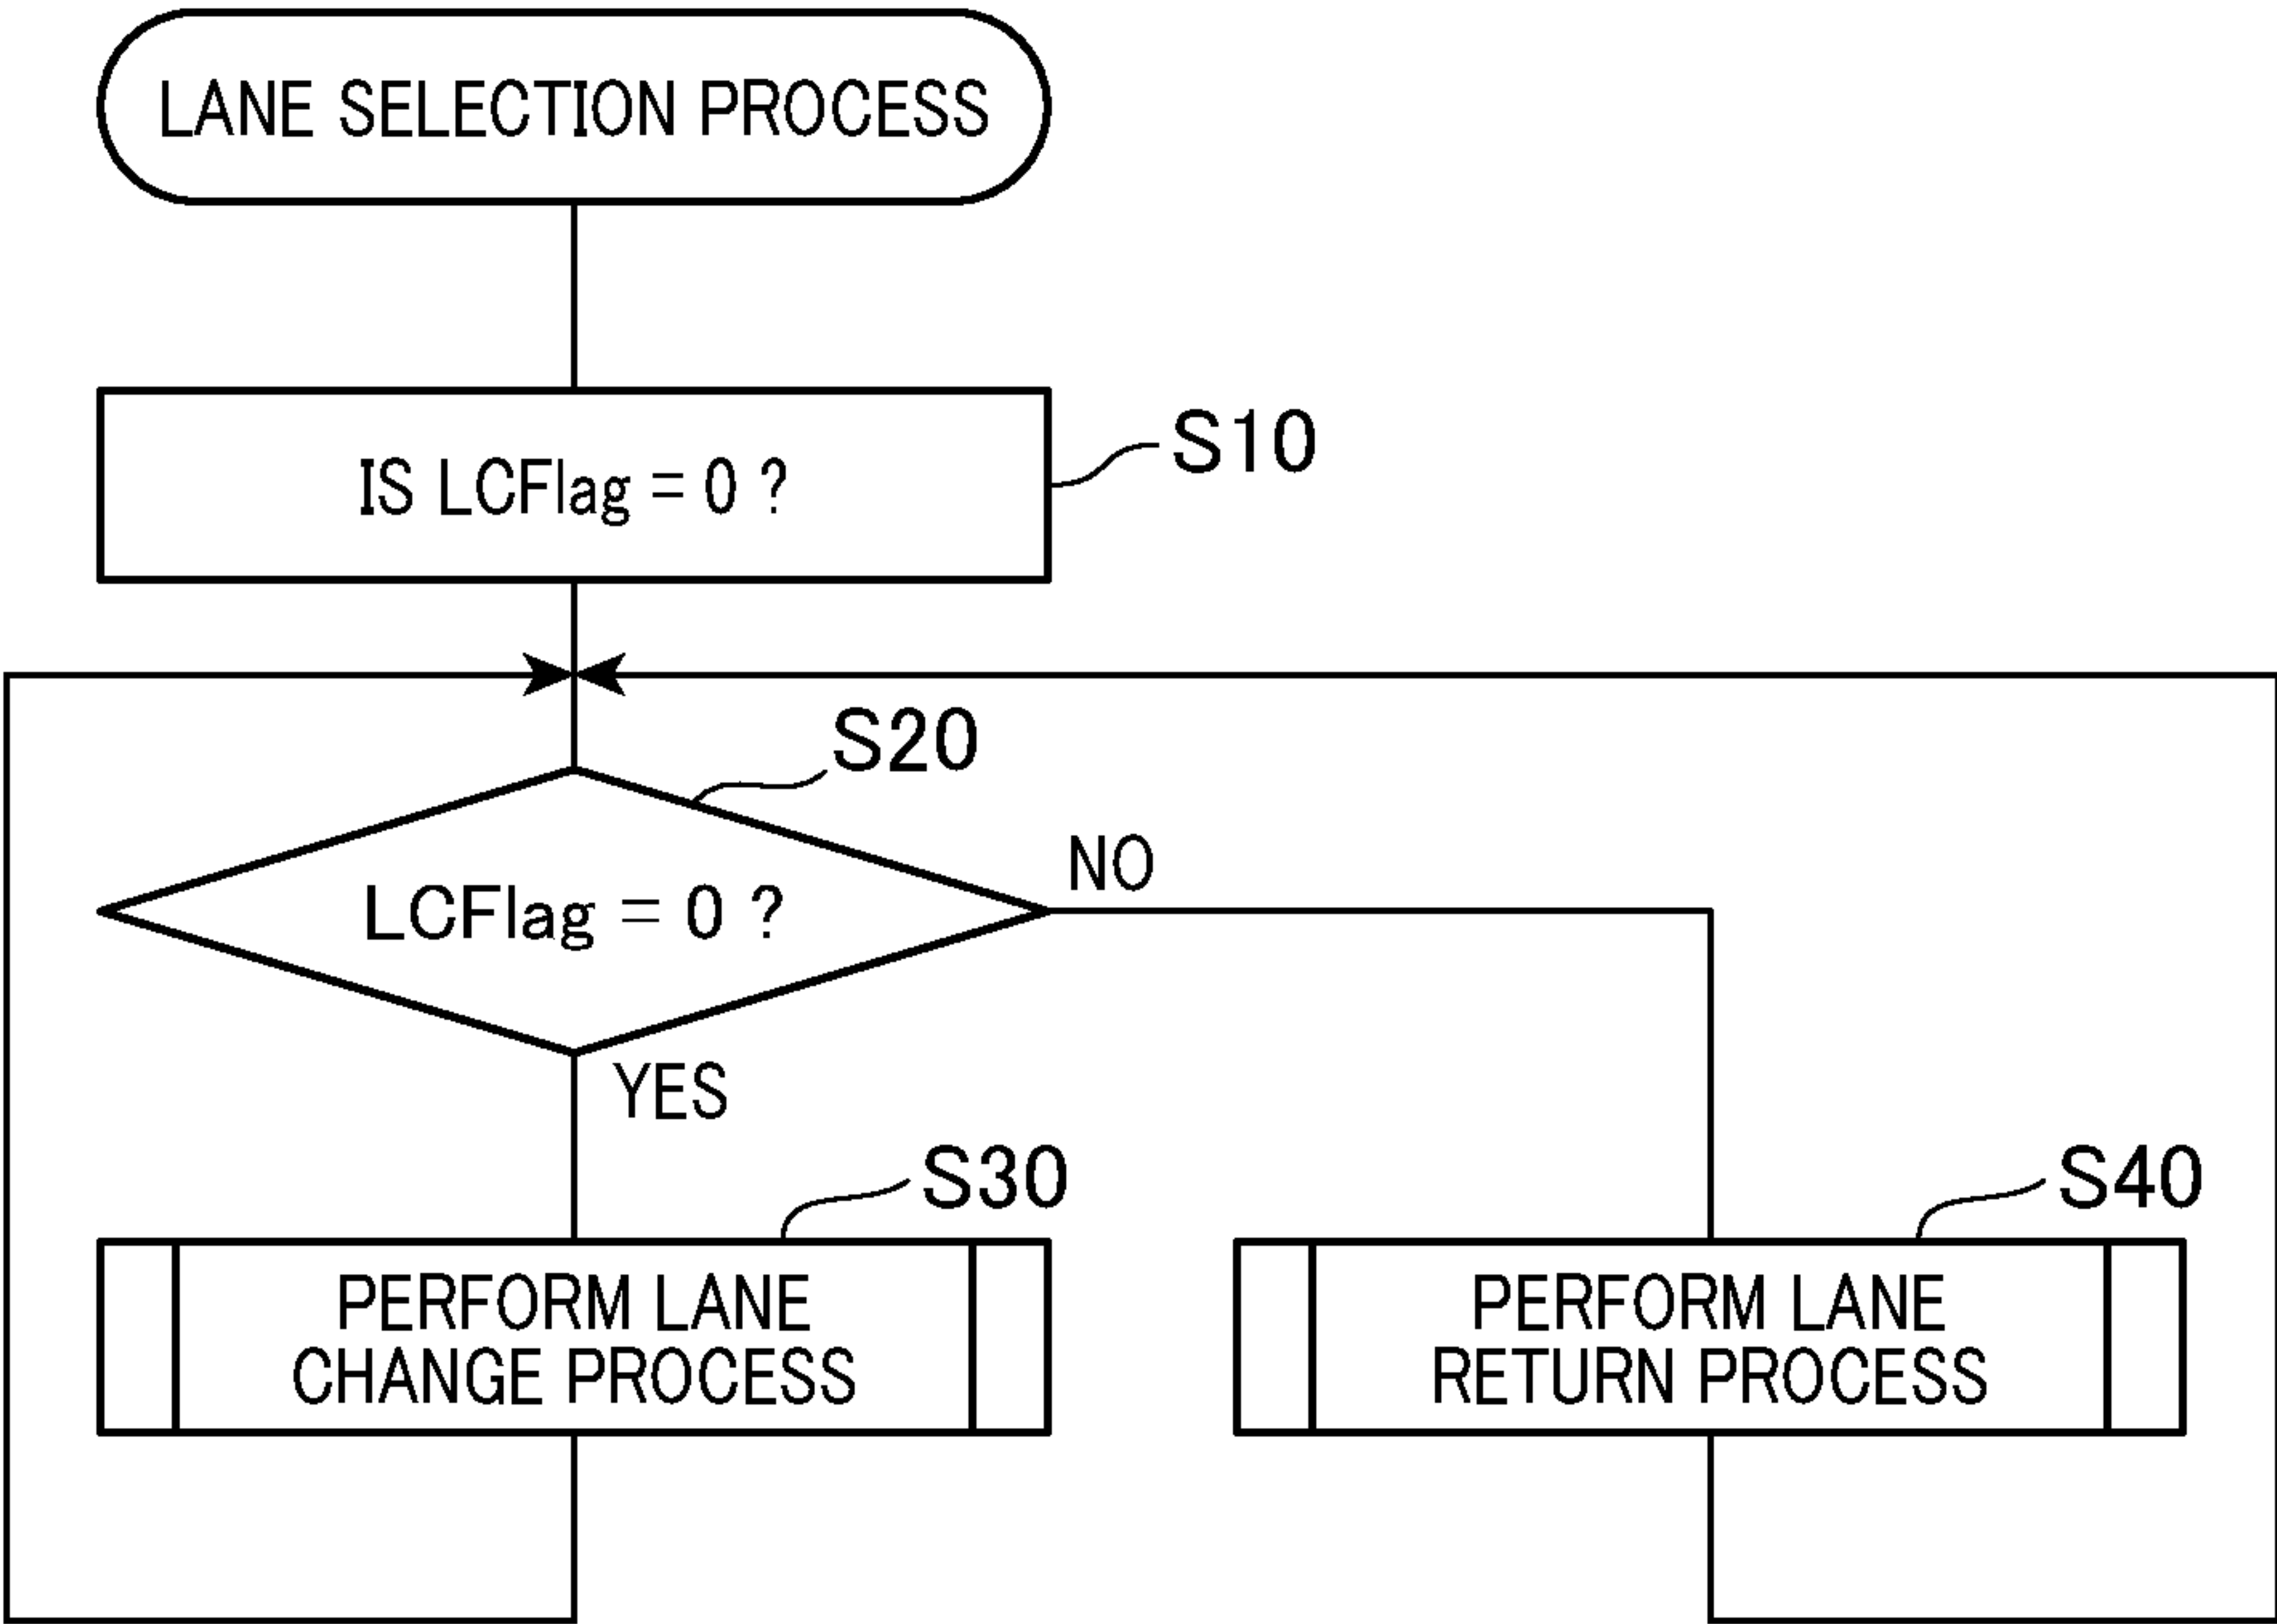 LANE SELECTION PROCESS
IS LCFlag = 0 ?
S10
S20
LCFlag = 0 ?
NO
YES
S30
PERFORM LANE
CHANGE PROCESS
S40
PERFORM LANE
RETURN PROCESS